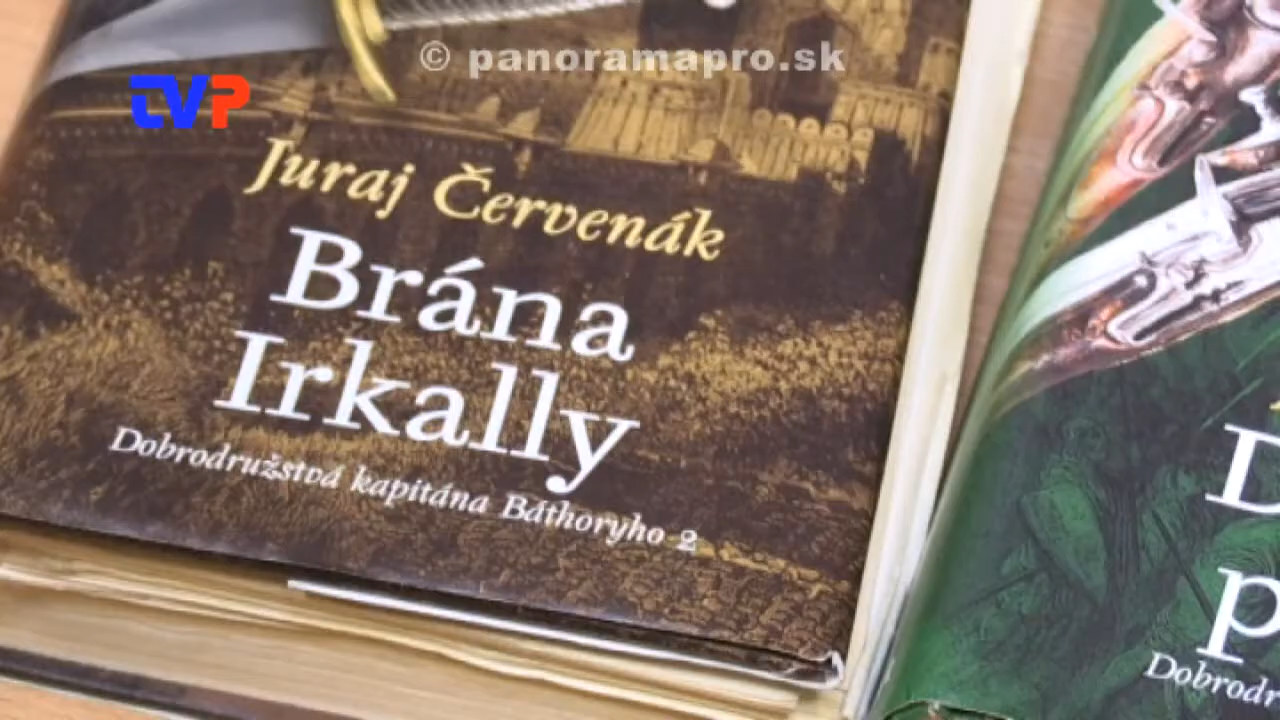 © panoramapro.sk
TVP
Juraj Červenák
Brána
Irkally
Dobrodružstvá kapitána Báthoryho 2